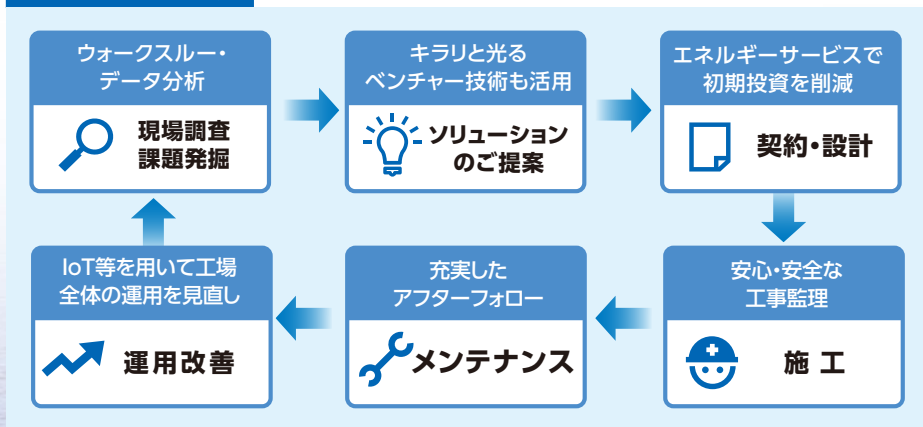 ウォークスルー・
データ分析
現場調査
課題発掘
キラリと光る
ベンチャー技術も活用
ソリューション
のご提案
エネルギーサービスで
初期投資を削減
契約・設計
安心・安全な
工事監理
施工
充実した
アフターフォロー
メンテナンス
IoT等を用いて工場
全体の運用を見直し
運用改善